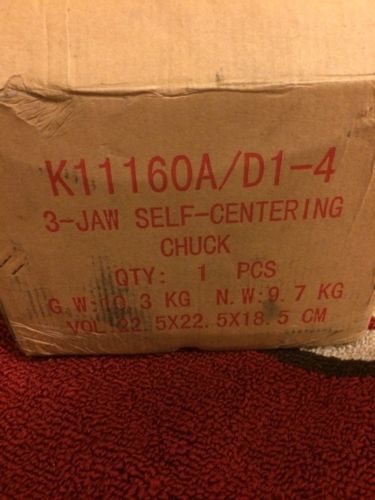 K11160A/D1-4
3-JAW SELF-CENTERING
CHUCK
QTY: 1 PCS
G.W:10.3 KG N.W:9.7 KG
VOL:22.5X22.5X18.5 CM